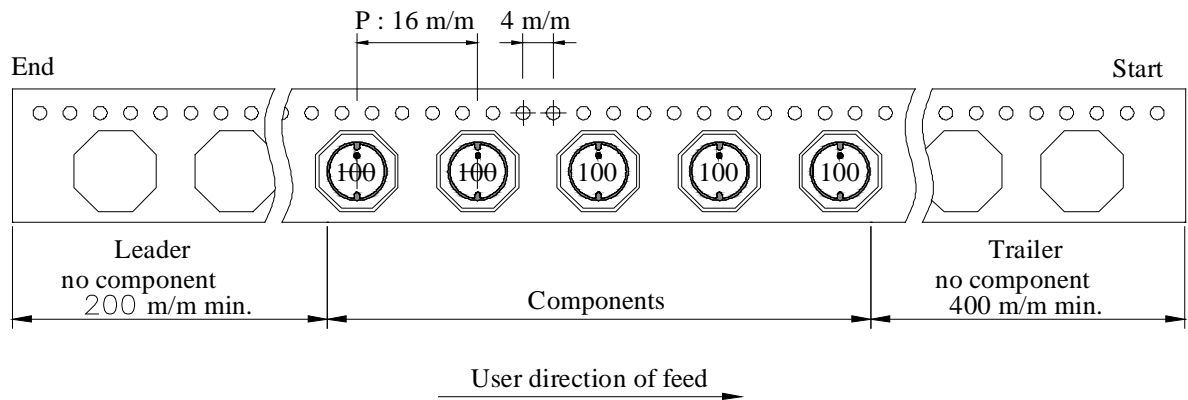 P : 16 m/m
4 m/m
End
Start
100
100
100
100
100
Leader
no component
200 m/m min.
Components
Trailer
no component
400 m/m min.
User direction of feed